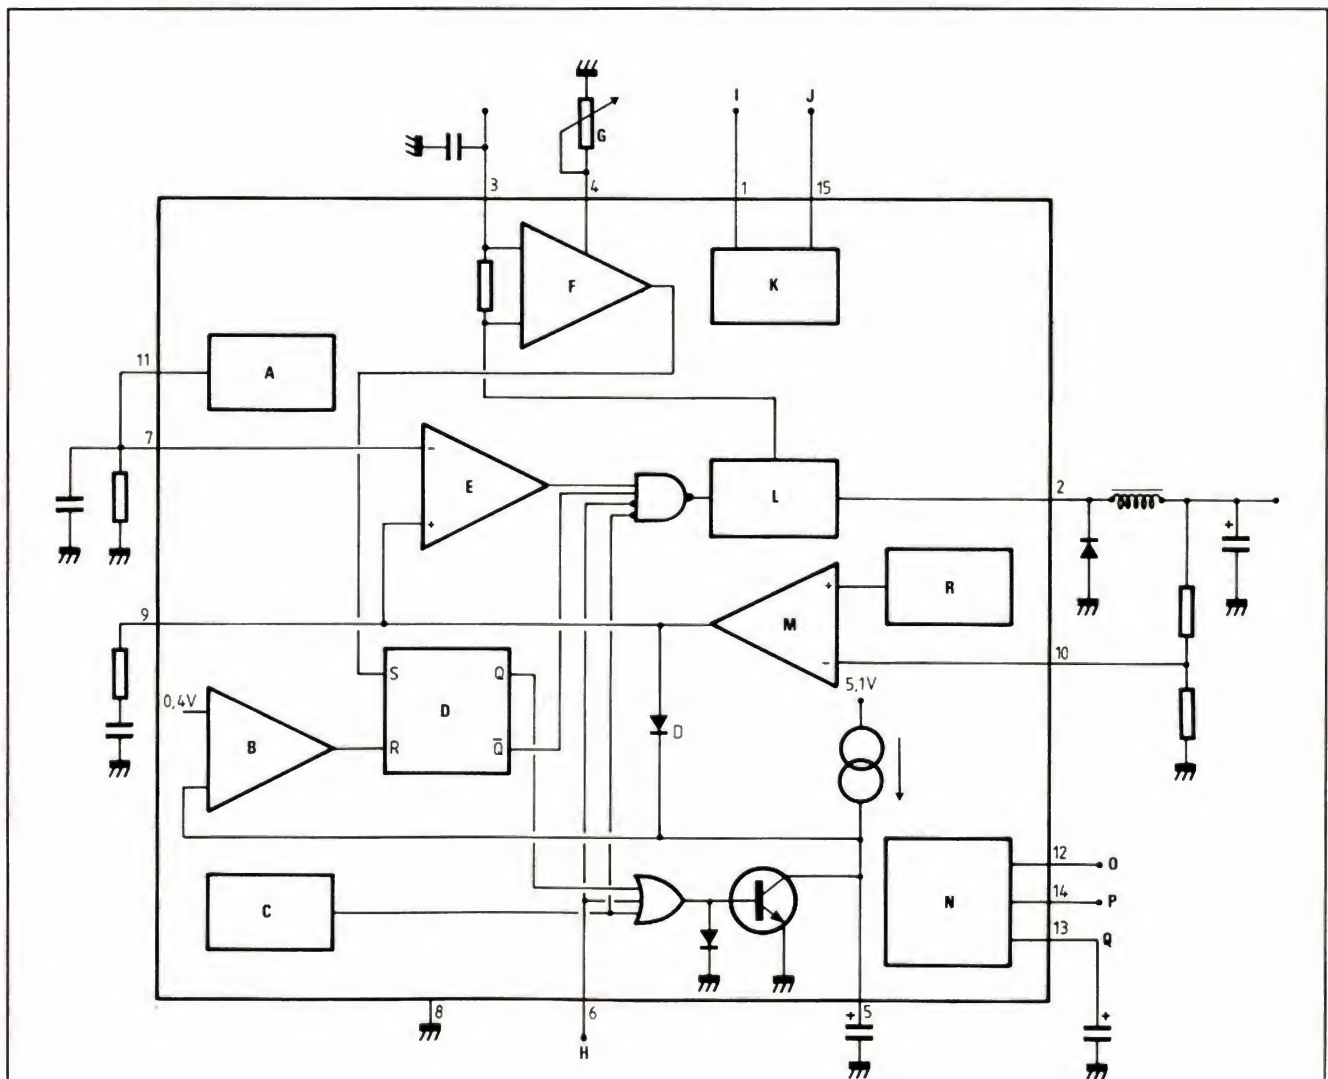 I J
G
3 4 1 15
F K
11 A
7 - E + L 2
R
+ M - 10
9
5,1V
0,4V B S Q D R Q̄ D
12 O
C N 14 P
13 Q
8 6 5
H
+ + +